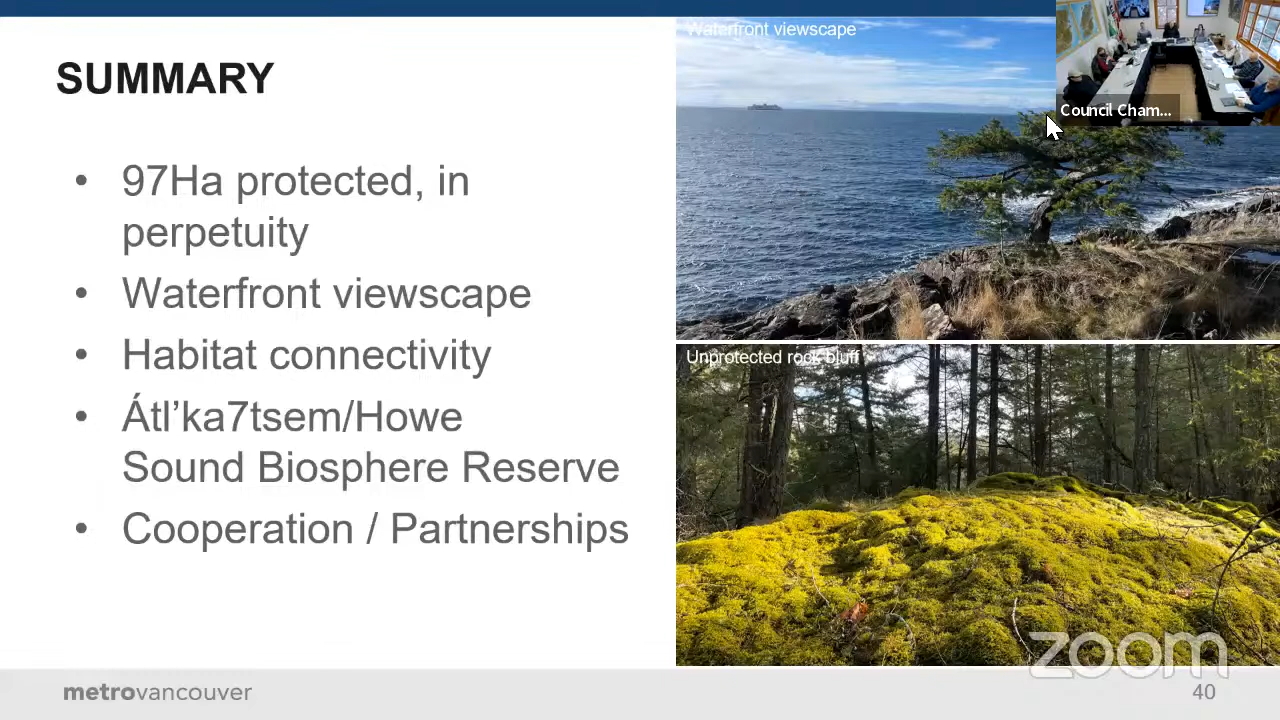 SUMMARY
• 97Ha protected, in
perpetuity
• Waterfront viewscape
• Habitat connectivity
• Átl’ka7tsem/Howe
Sound Biosphere Reserve
• Cooperation / Partnerships
Waterfront viewscape
Council Cham...
Unprotected rock bluff
zoom
metrovancouver
40